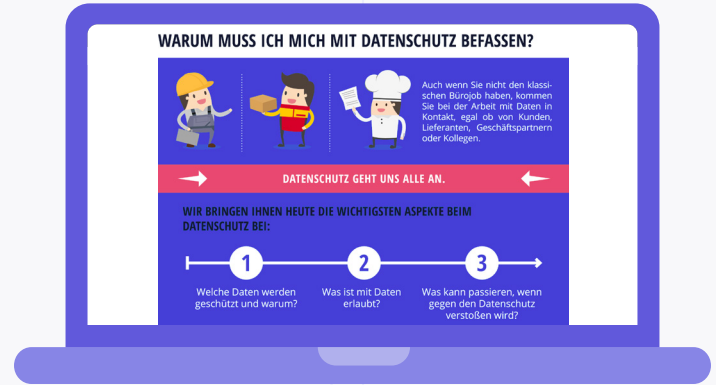 WARUM MUSS ICH MICH MIT DATENSCHUTZ BEFASSEN?
Auch wenn Sie nicht den klassi-
schen Bürojob haben, kommen
Sie bei der Arbeit mit Daten in
Kontakt, egal ob von Kunden,
Lieferanten, Geschäftspartnern
oder Kollegen.
DATENSCHUTZ GEHT UNS ALLE AN.
WIR BRINGEN IHNEN HEUTE DIE WICHTIGSTEN ASPEKTE BEIM
DATENSCHUTZ BEI:
1
2
3
Welche Daten werden
geschützt und warum?
Was ist mit Daten
erlaubt?
Was kann passieren, wenn
gegen den Datenschutz
verstoßen wird?